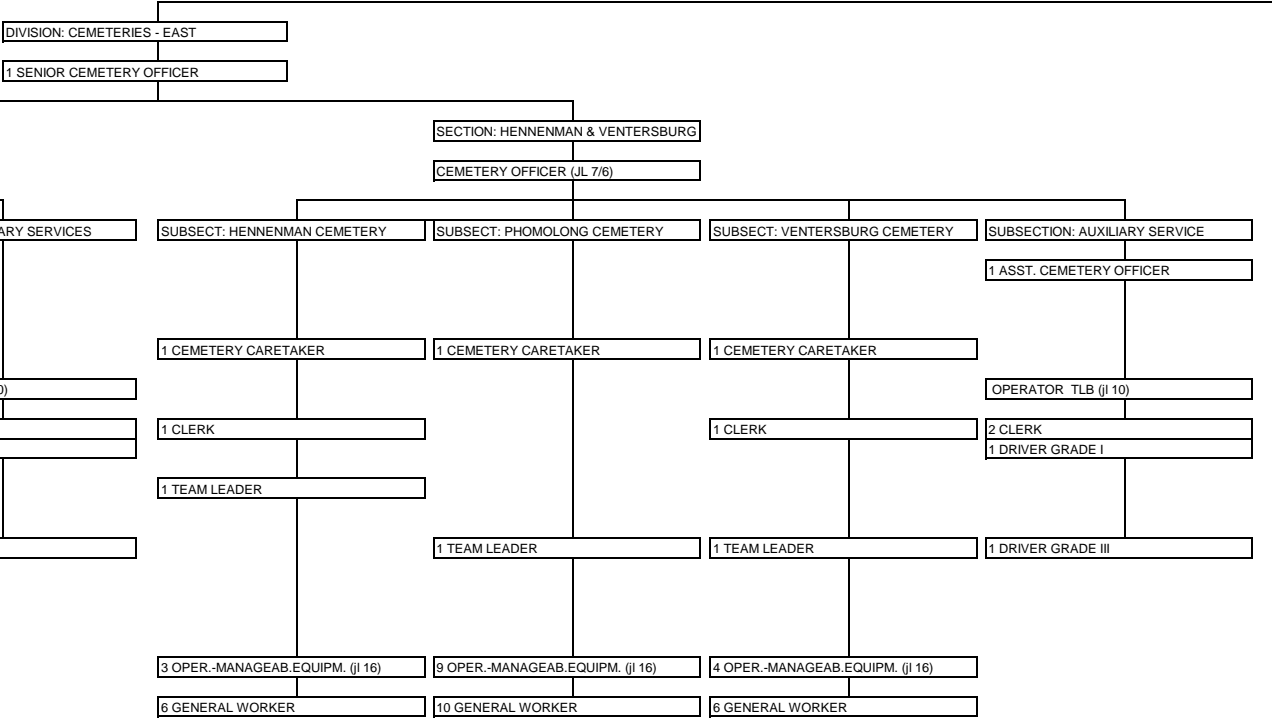 DIVISION: CEMETERIES - EAST
1 SENIOR CEMETERY OFFICER
SECTION: HENNENMAN & VENTERSBURG
CEMETERY OFFICER (JL 7/6)
ARY SERVICES
SUBSECT: HENNENMAN CEMETERY
SUBSECT: PHOMOLONG CEMETERY
SUBSECT: VENTERSBURG CEMETERY
SUBSECTION: AUXILIARY SERVICE
1 ASST. CEMETERY OFFICER
1 CEMETERY CARETAKER
1 CEMETERY CARETAKER
1 CEMETERY CARETAKER
0)
OPERATOR TLB (jl 10)
1 CLERK
1 CLERK
2 CLERK
1 DRIVER GRADE I
1 TEAM LEADER
1 TEAM LEADER
1 TEAM LEADER
1 DRIVER GRADE III
3 OPER.-MANAGEAB.EQUIPM. (jl 16)
9 OPER.-MANAGEAB.EQUIPM. (jl 16)
4 OPER.-MANAGEAB.EQUIPM. (jl 16)
6 GENERAL WORKER
10 GENERAL WORKER
6 GENERAL WORKER